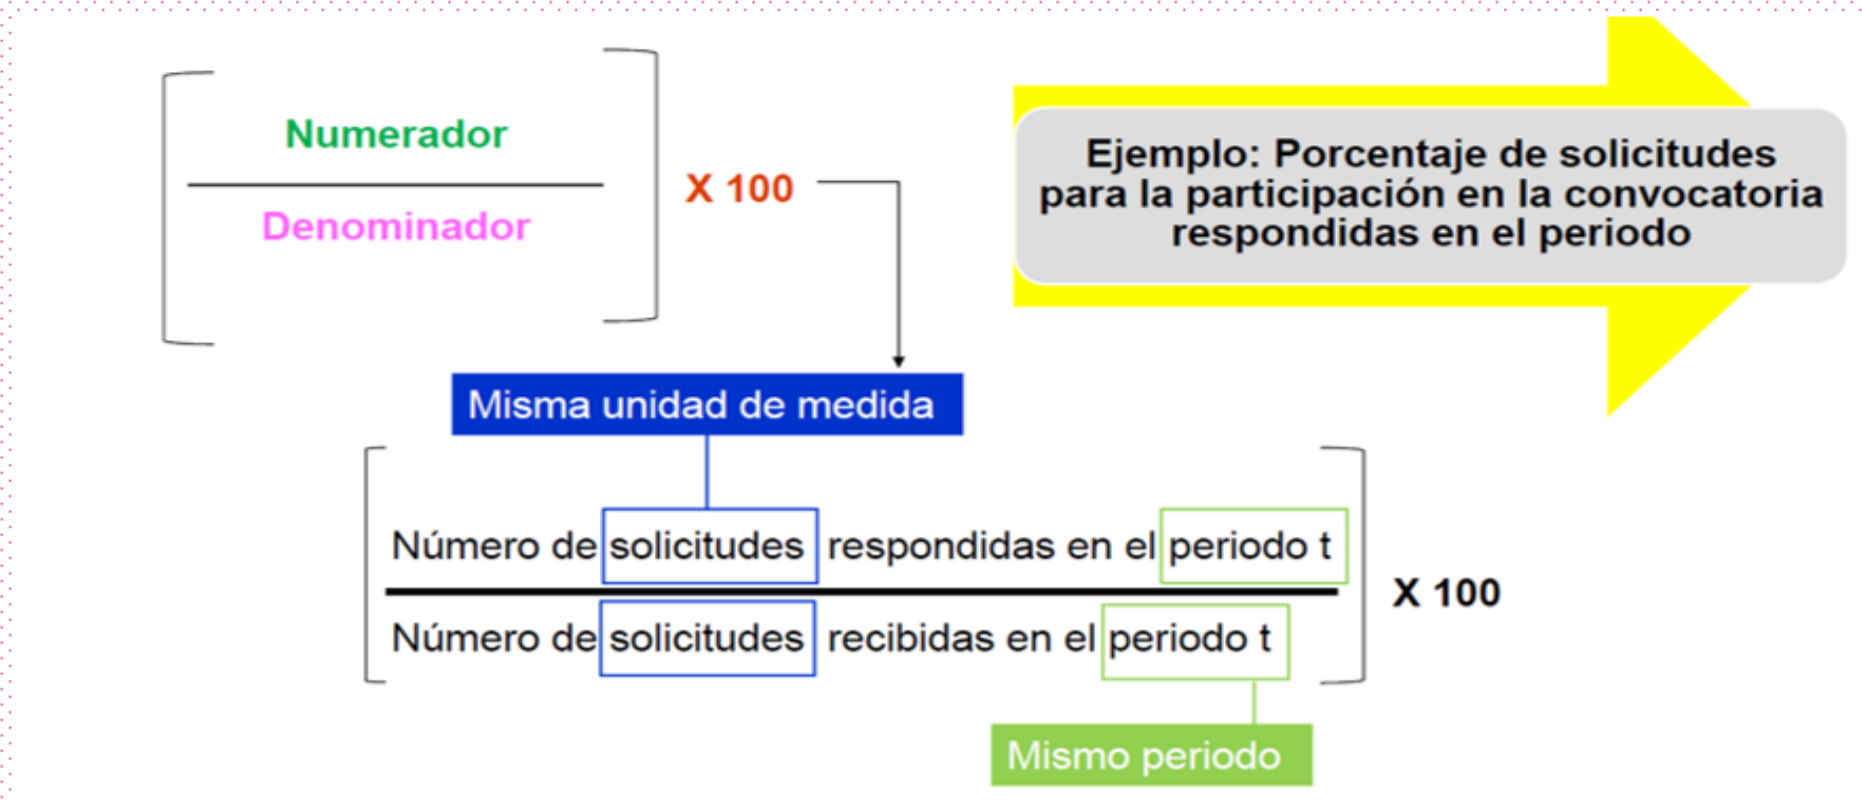 Numerador
Denominador
X 100
Ejemplo: Porcentaje de solicitudes
para la participación en la convocatoria
respondidas en el periodo
Misma unidad de medida
Número de solicitudes respondidas en el periodo t
Número de solicitudes recibidas en el periodo t
X 100
Mismo periodo